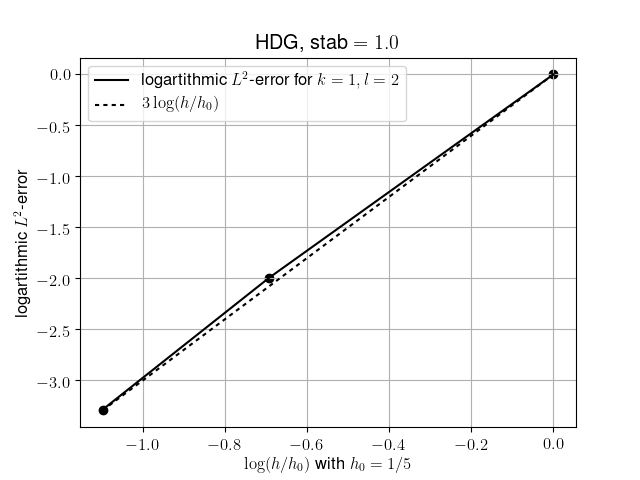 HDG, stab = 1.0
logartithmic L²-error for k = 1, l = 2
3 log(h/h₀)
logartithmic L²-error
0.0
−0.5
−1.0
−1.5
−2.0
−2.5
−3.0
−1.0 −0.8 −0.6 −0.4 −0.2 0.0
log(h/h₀) with h₀ = 1/5